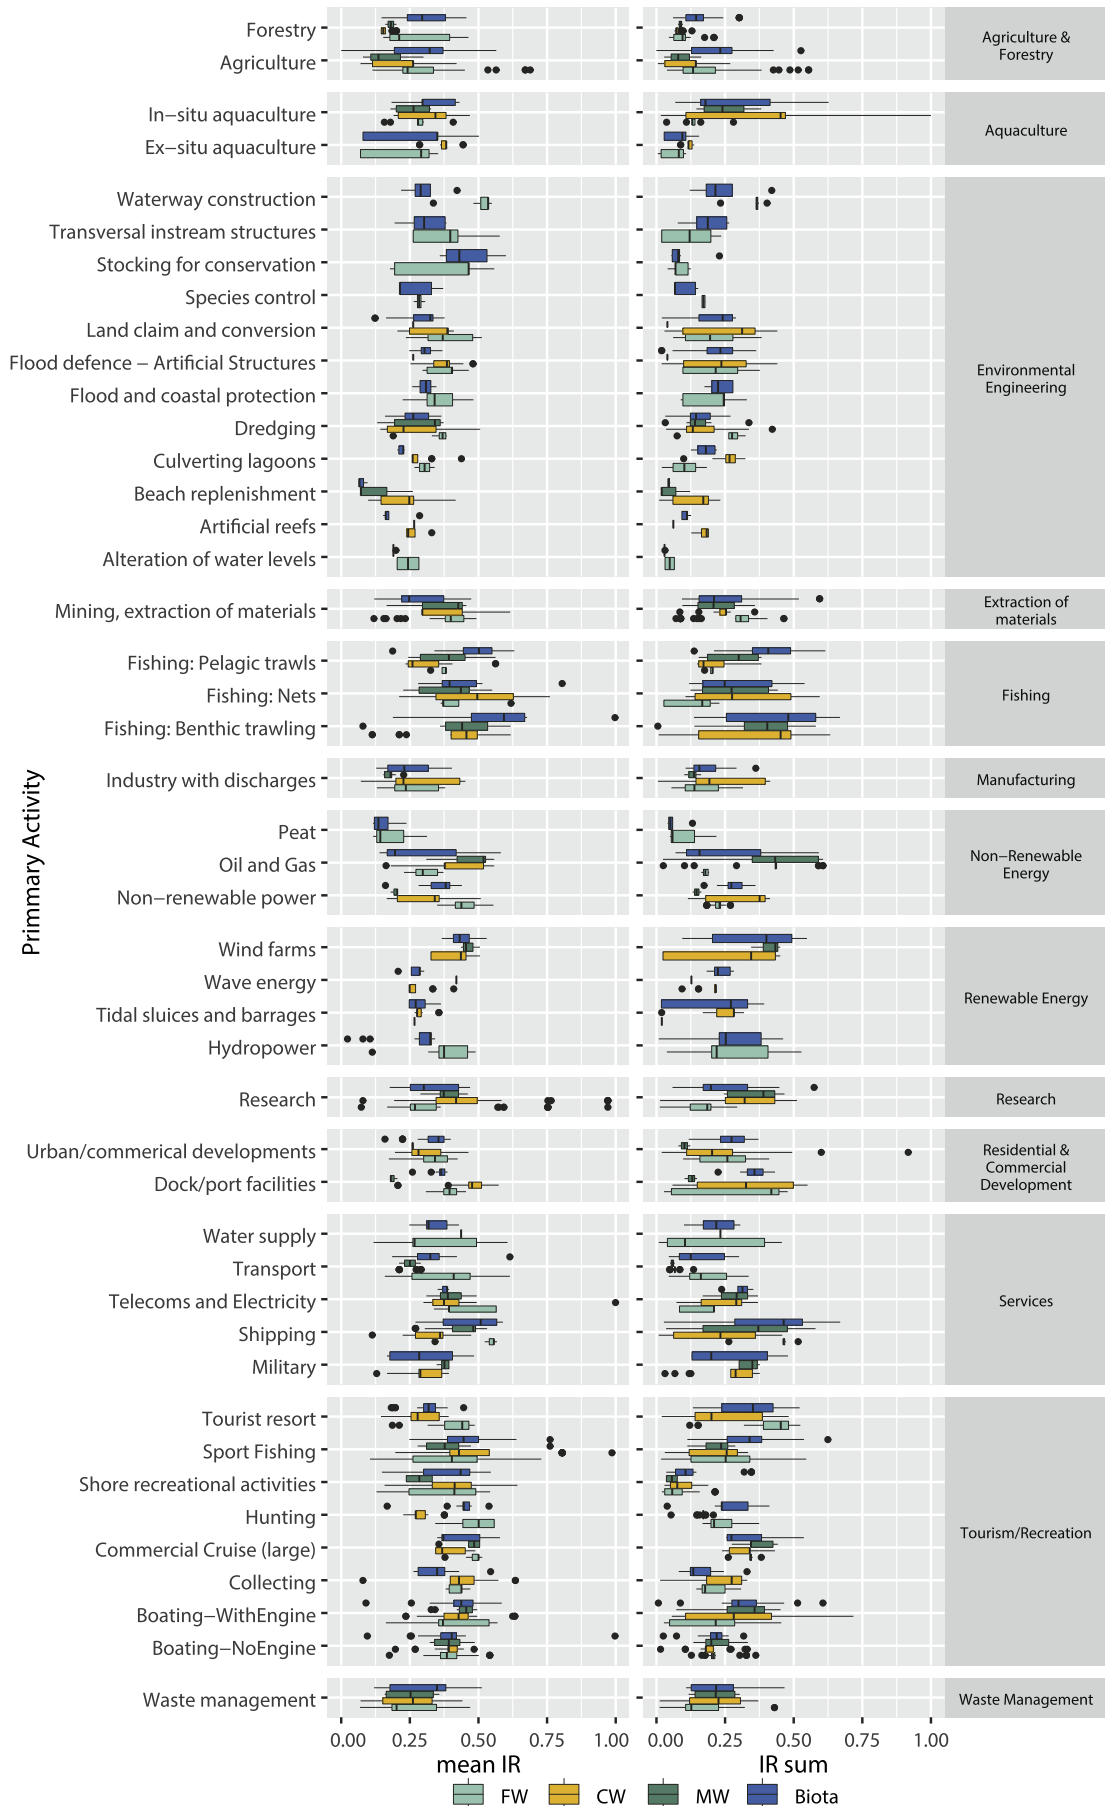 Primmary Activity
Forestry
Agriculture
Agriculture &
Forestry
In−situ aquaculture
Ex−situ aquaculture
Aquaculture
Waterway construction
Transversal instream structures
Stocking for conservation
Species control
Land claim and conversion
Flood defence − Artificial Structures
Flood and coastal protection
Dredging
Culverting lagoons
Beach replenishment
Artificial reefs
Alteration of water levels
Environmental
Engineering
Mining, extraction of materials
Extraction of
materials
Fishing: Pelagic trawls
Fishing: Nets
Fishing: Benthic trawling
Fishing
Industry with discharges
Manufacturing
Peat
Oil and Gas
Non−renewable power
Non−Renewable
Energy
Wind farms
Wave energy
Tidal sluices and barrages
Hydropower
Renewable Energy
Research
Research
Urban/commerical developments
Dock/port facilities
Residential &
Commercial
Development
Water supply
Transport
Telecoms and Electricity
Shipping
Military
Services
Tourist resort
Sport Fishing
Shore recreational activities
Hunting
Commercial Cruise (large)
Collecting
Boating−WithEngine
Boating−NoEngine
Tourism/Recreation
Waste management
Waste Management
0.00 0.25 0.50 0.75 1.00 0.00 0.25 0.50 0.75 1.00
mean IR IR sum
FW CW MW Biota